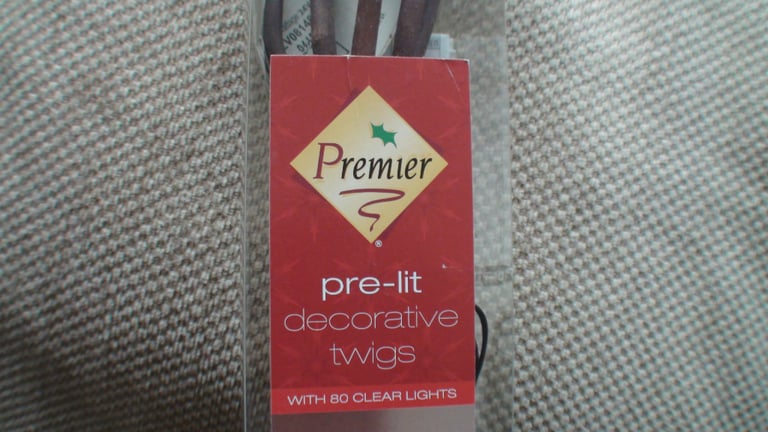 Premier
®
pre-lit
decorative
twigs
WITH 80 CLEAR LIGHTS